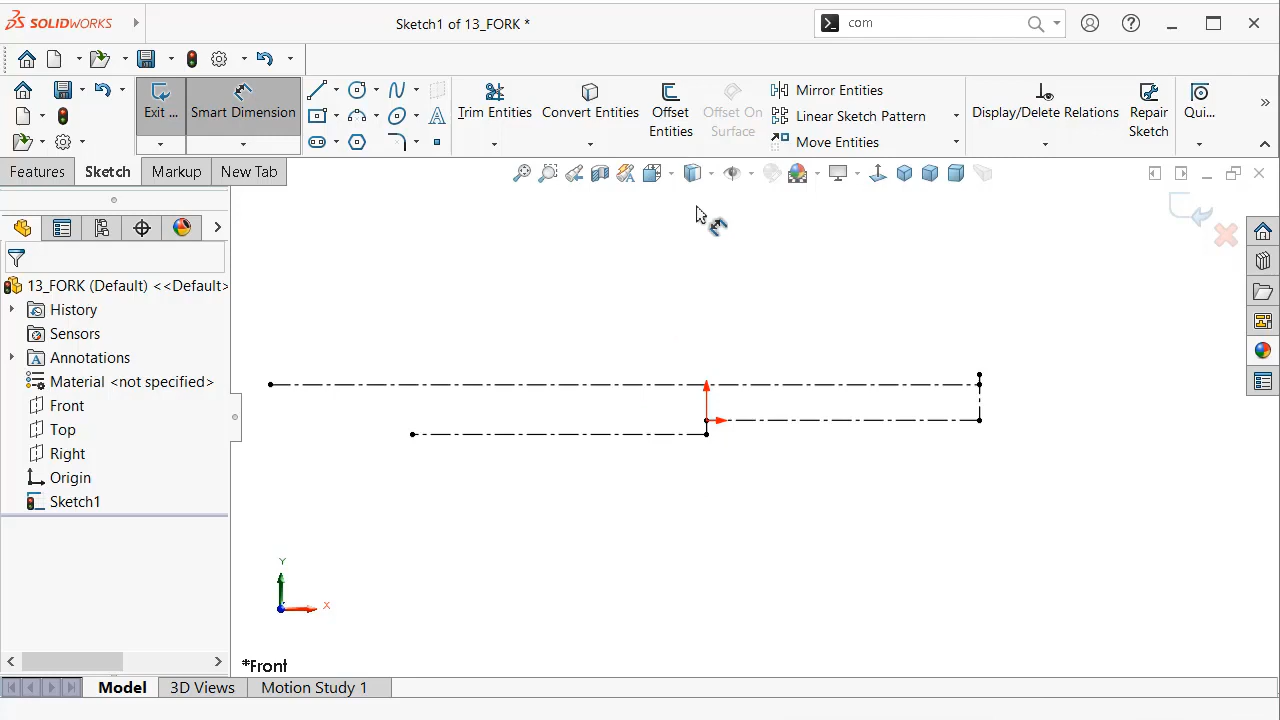 SOLIDWORKS
Sketch1 of 13_FORK *
com
Exit ...
Smart Dimension
Trim Entities
Convert Entities
Offset Entities
Offset On Surface
Mirror Entities
Linear Sketch Pattern
Move Entities
Display/Delete Relations
Repair Sketch
Qui...
Features
Sketch
Markup
New Tab
13_FORK (Default) <<Default>
History
Sensors
Annotations
Material <not specified>
Front
Top
Right
Origin
Sketch1
Y
X
*Front
Model
3D Views
Motion Study 1